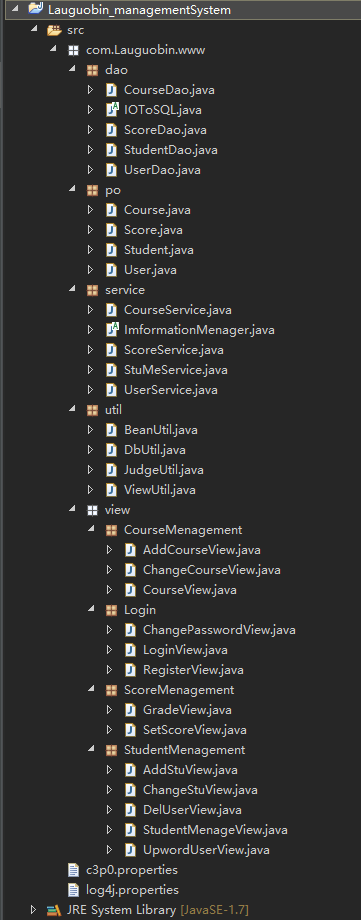 Lauguobin_managementSystem
src
com.Lauguobin.www
dao
CourseDao.java
IOToSQL.java
ScoreDao.java
StudentDao.java
UserDao.java
po
Course.java
Score.java
Student.java
User.java
service
CourseService.java
ImformationMenager.java
ScoreService.java
StuMeService.java
UserService.java
util
BeanUtil.java
DbUtil.java
JudgeUtil.java
ViewUtil.java
view
CourseMenagement
AddCourseView.java
ChangeCourseView.java
CourseView.java
Login
ChangePasswordView.java
LoginView.java
RegisterView.java
ScoreMenagement
GradeView.java
SetScoreView.java
StudentMenagement
AddStuView.java
ChangeStuView.java
DelUserView.java
StudentMenageView.java
UpwordUserView.java
c3p0.properties
log4j.properties
JRE System Library [JavaSE-1.7]